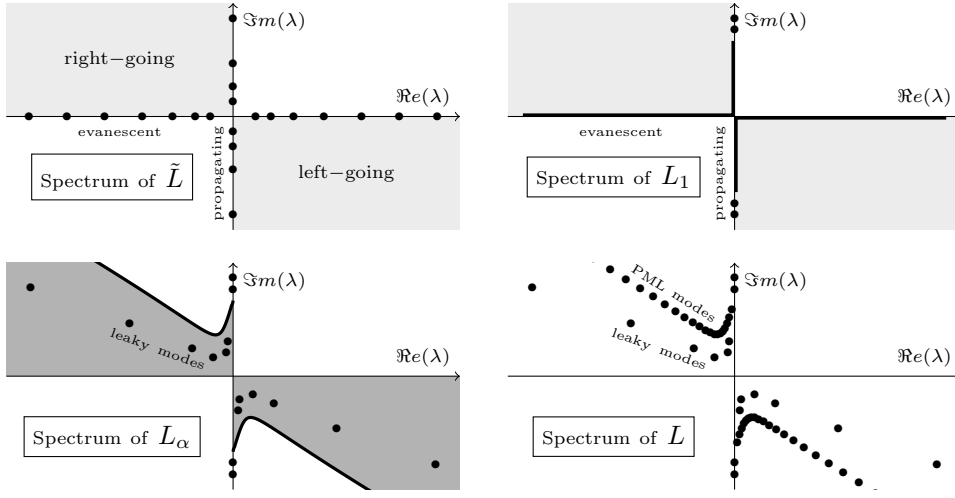 ℑm(λ)
right−going
ℜe(λ)
evanescent
propagating
left−going
Spectrum of L̃
ℑm(λ)
ℜe(λ)
evanescent
propagating
Spectrum of L₁
ℑm(λ)
leaky modes
ℜe(λ)
Spectrum of Lα
ℑm(λ)
PML modes
leaky modes
ℜe(λ)
Spectrum of L